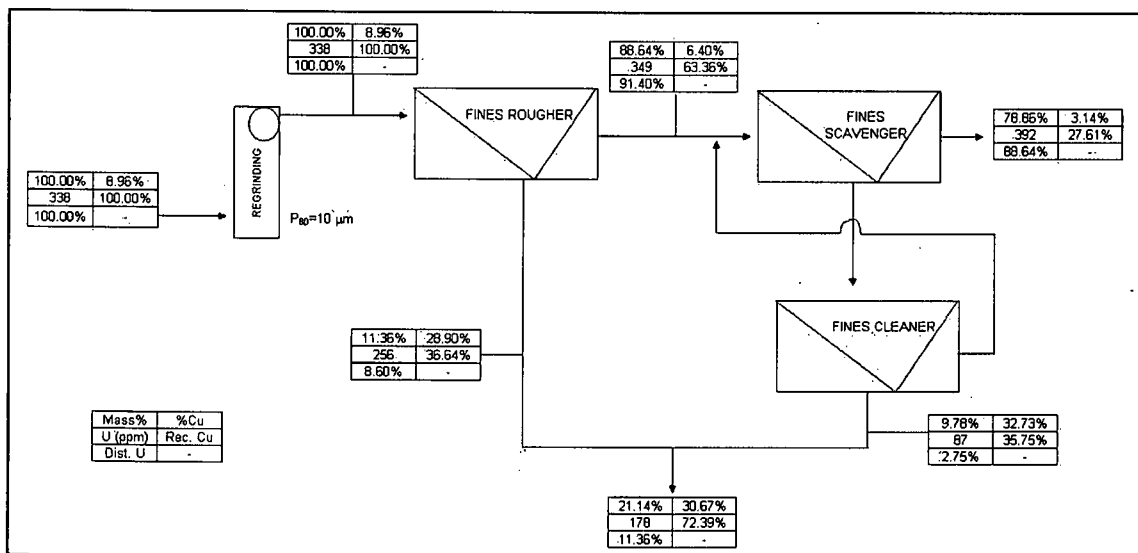 100.00% 8.96%
338 100.00%
100.00% -
88.64% 6.40%
349 63.36%
91.40% -
FINES ROUGHER
FINES
SCAVENGER
78.86% 3.14%
392 27.61%
88.64% -
REGRINDING
100.00% 8.96%
338 100.00%
100.00% -
P80=10 µm
FINES CLEANER
11.36% 28.90%
256 36.64%
8.60% -
Mass% %Cu
U (ppm) Rec. Cu
Dist. U -
9.78% 32.73%
87 35.75%
2.75% -
21.14% 30.67%
178 72.39%
11.36% -